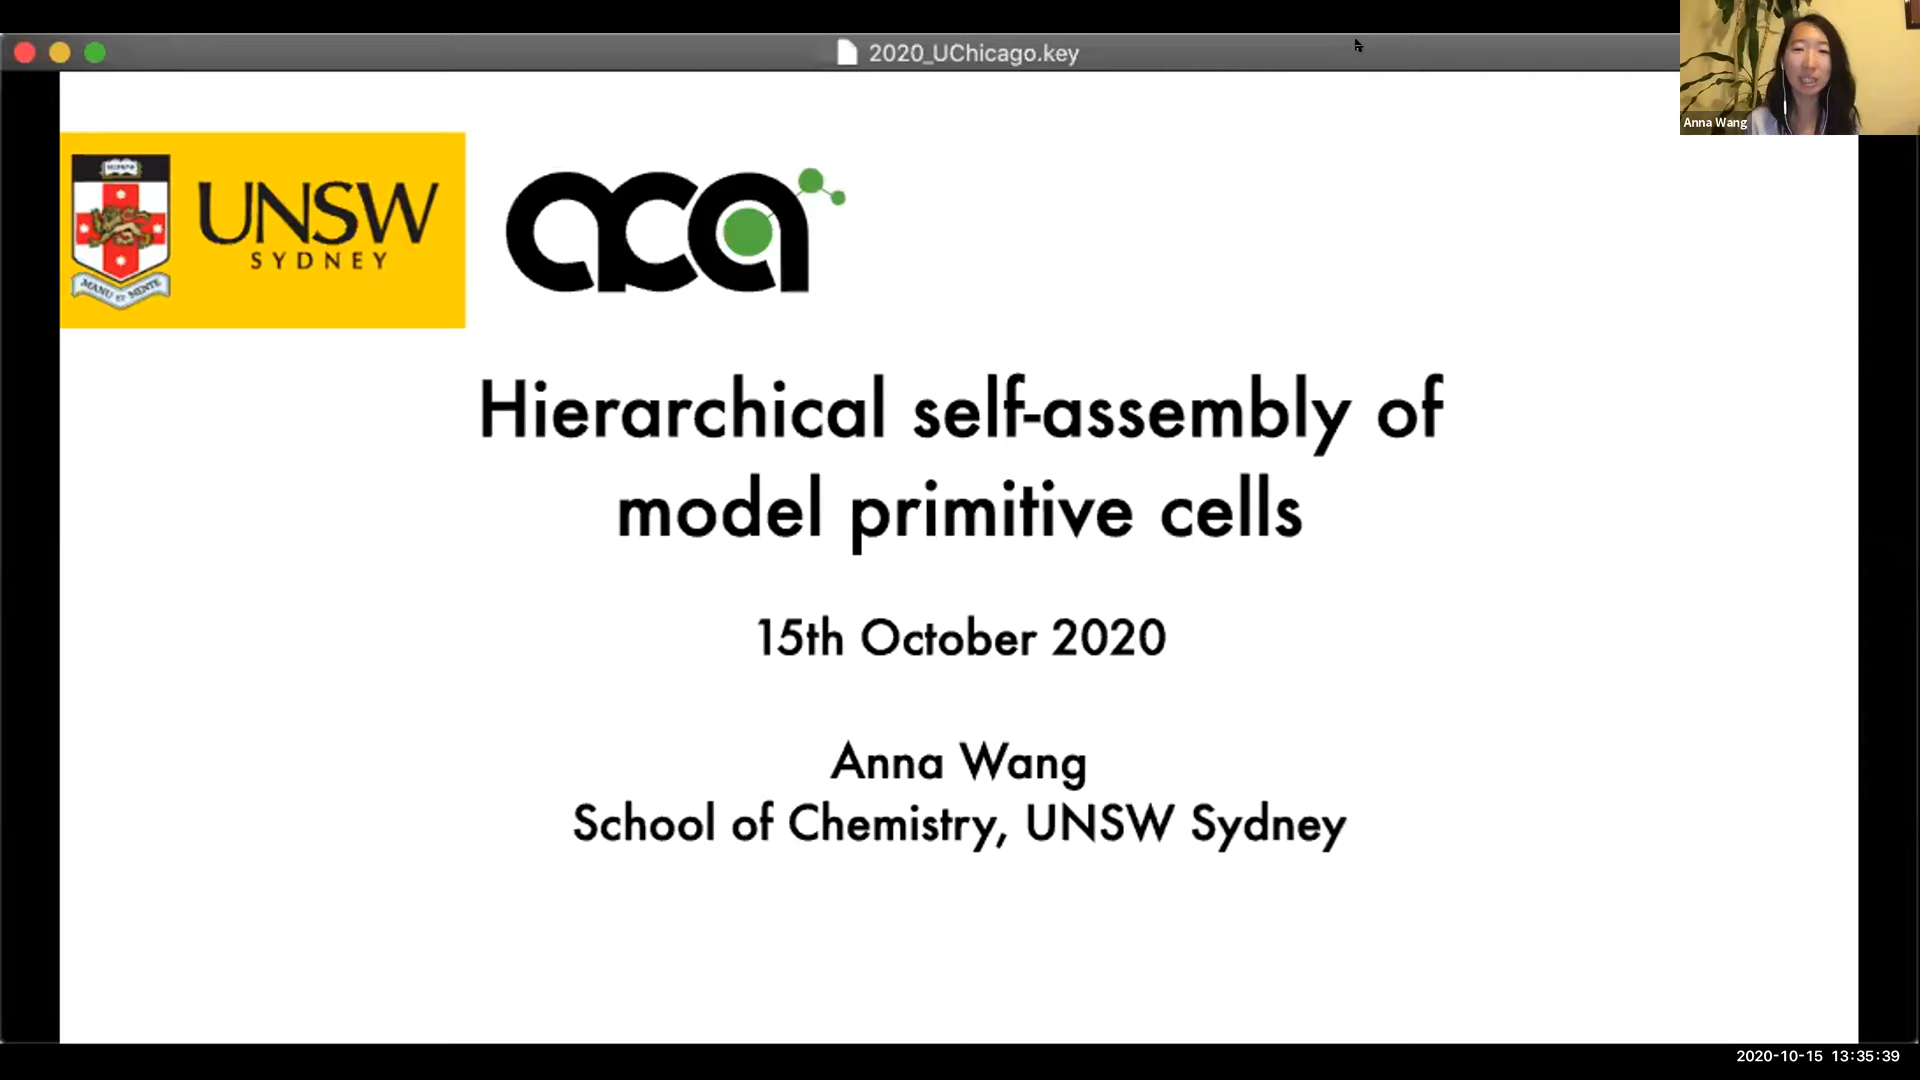 2020_UChicago.key
Anna Wang
UNSW
SYDNEY
MANU ET MENTE
aca
Hierarchical self-assembly of
model primitive cells
15th October 2020
Anna Wang
School of Chemistry, UNSW Sydney
2020-10-15 13:35:39